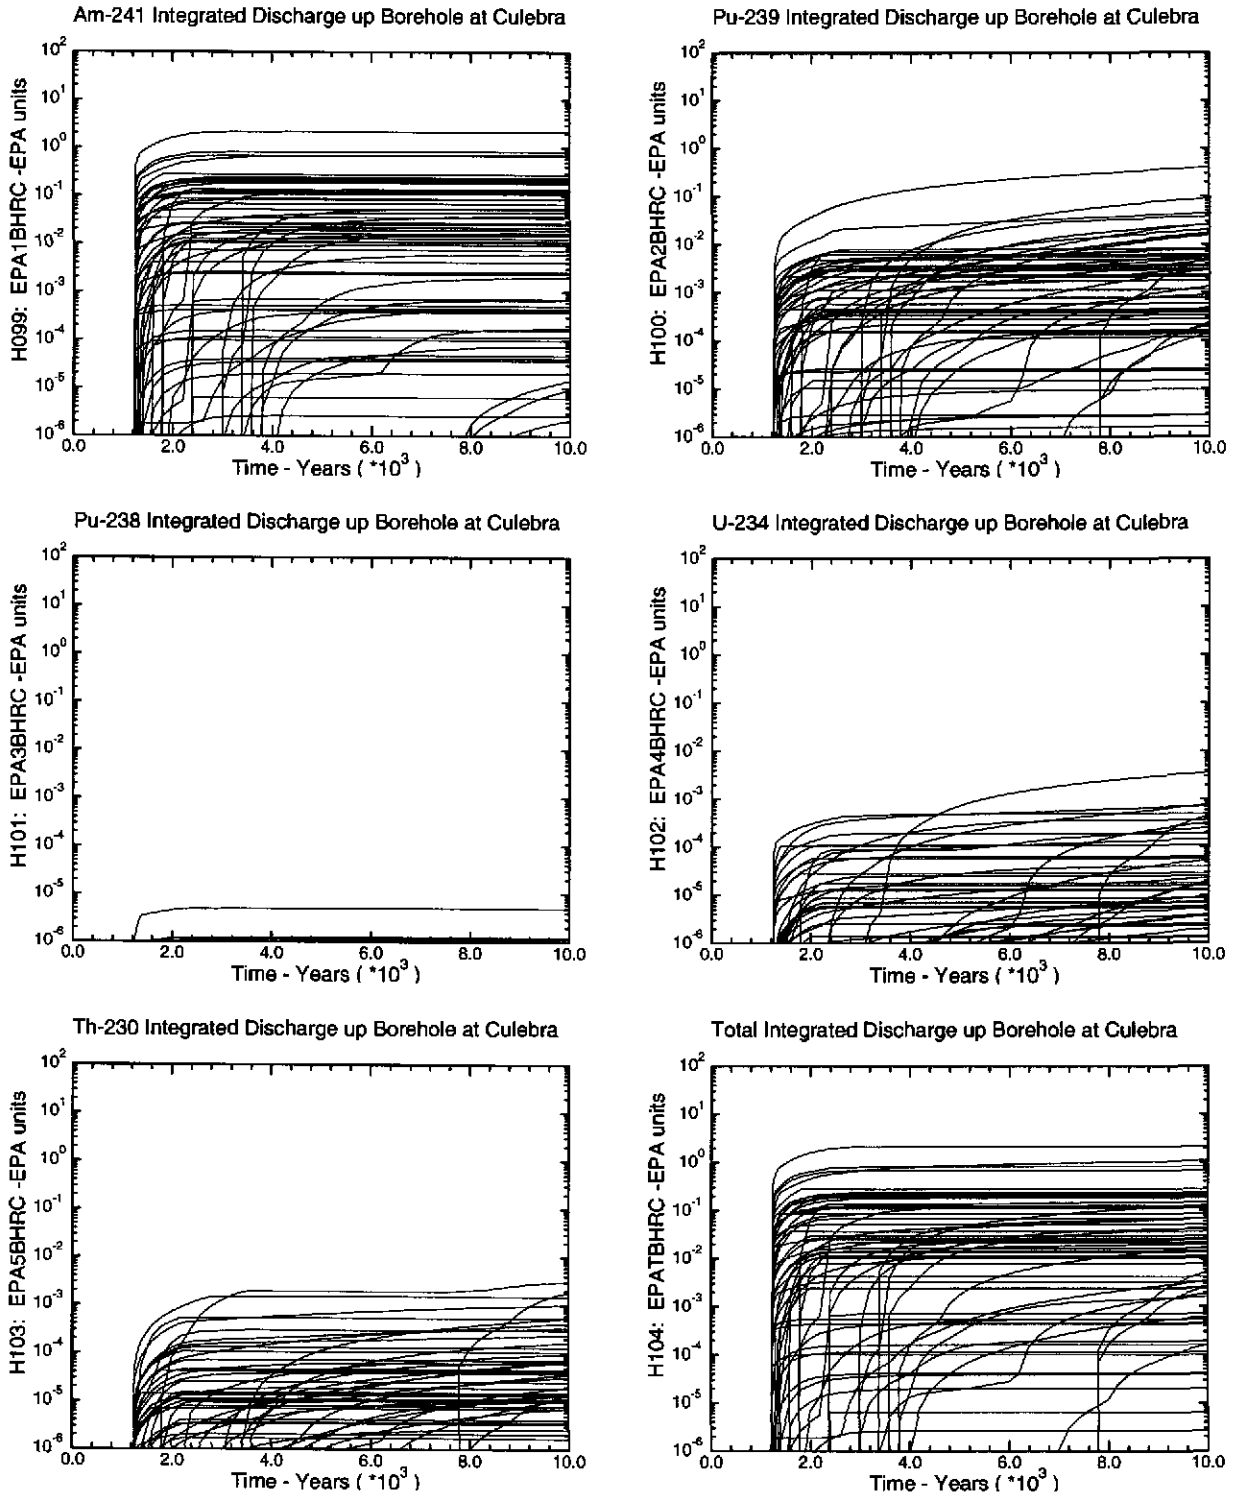 Am-241 Integrated Discharge up Borehole at Culebra
H099: EPA1BHRC -EPA units
10^2
10^1
10^0
10^-1
10^-2
10^-3
10^-4
10^-5
10^-6
0.0 2.0 4.0 6.0 8.0 10.0
Time - Years ( *10^3 )
Pu-239 Integrated Discharge up Borehole at Culebra
H100: EPA2BHRC -EPA units
10^2
10^1
10^0
10^-1
10^-2
10^-3
10^-4
10^-5
10^-6
0.0 2.0 4.0 6.0 8.0 10.0
Time - Years ( *10^3 )
Pu-238 Integrated Discharge up Borehole at Culebra
H101: EPA3BHRC -EPA units
10^2
10^1
10^0
10^-1
10^-2
10^-3
10^-4
10^-5
10^-6
0.0 2.0 4.0 6.0 8.0 10.0
Time - Years ( *10^3 )
U-234 Integrated Discharge up Borehole at Culebra
H102: EPA4BHRC -EPA units
10^2
10^1
10^0
10^-1
10^-2
10^-3
10^-4
10^-5
10^-6
0.0 2.0 4.0 6.0 8.0 10.0
Time - Years ( *10^3 )
Th-230 Integrated Discharge up Borehole at Culebra
H103: EPA5BHRC -EPA units
10^2
10^1
10^0
10^-1
10^-2
10^-3
10^-4
10^-5
10^-6
0.0 2.0 4.0 6.0 8.0 10.0
Time - Years ( *10^3 )
Total Integrated Discharge up Borehole at Culebra
H104: EPATBHRC -EPA units
10^2
10^1
10^0
10^-1
10^-2
10^-3
10^-4
10^-5
10^-6
0.0 2.0 4.0 6.0 8.0 10.0
Time - Years ( *10^3 )